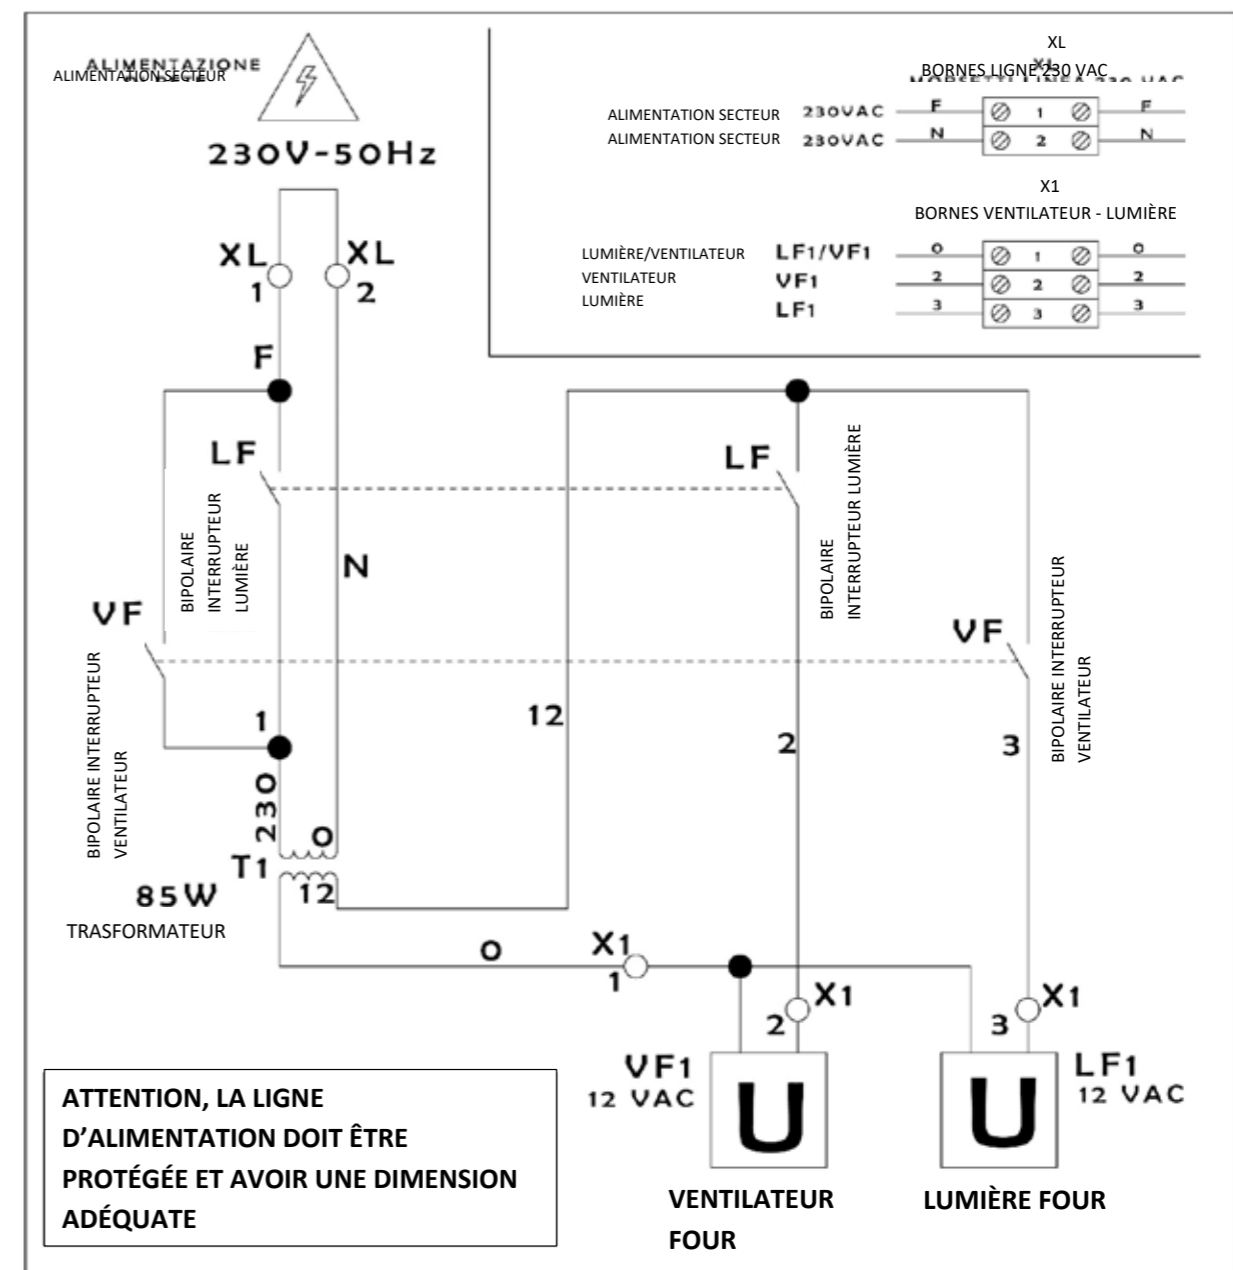 ALIMENTAZIONE
ALIMENTATION SECTEUR
230V-50Hz
XL
BORNES LIGNE 230 VAC
ALIMENTATION SECTEUR 230VAC F 1 F
ALIMENTATION SECTEUR 230VAC N 2 N
X1
BORNES VENTILATEUR - LUMIÈRE
LUMIÈRE/VENTILATEUR LF1/VF1 0 1 0
VENTILATEUR VF1 2 2 2
LUMIÈRE LF1 3 3 3
XL XL
1 2
F
LF LF
BIPOLAIRE
INTERRUPTEUR
LUMIÈRE
BIPOLAIRE
INTERRUPTEUR LUMIÈRE
N
VF VF
BIPOLAIRE INTERRUPTEUR
VENTILATEUR
BIPOLAIRE INTERRUPTEUR
VENTILATEUR
1 12 2 3
230 0
T1
85W 12
TRASFORMATEUR
0 X1
1
X1 X1
2 3
VF1 U U LF1
12 VAC 12 VAC
VENTILATEUR
FOUR
LUMIÈRE FOUR
ATTENTION, LA LIGNE
D’ALIMENTATION DOIT ÊTRE
PROTÉGÉE ET AVOIR UNE DIMENSION
ADÉQUATE